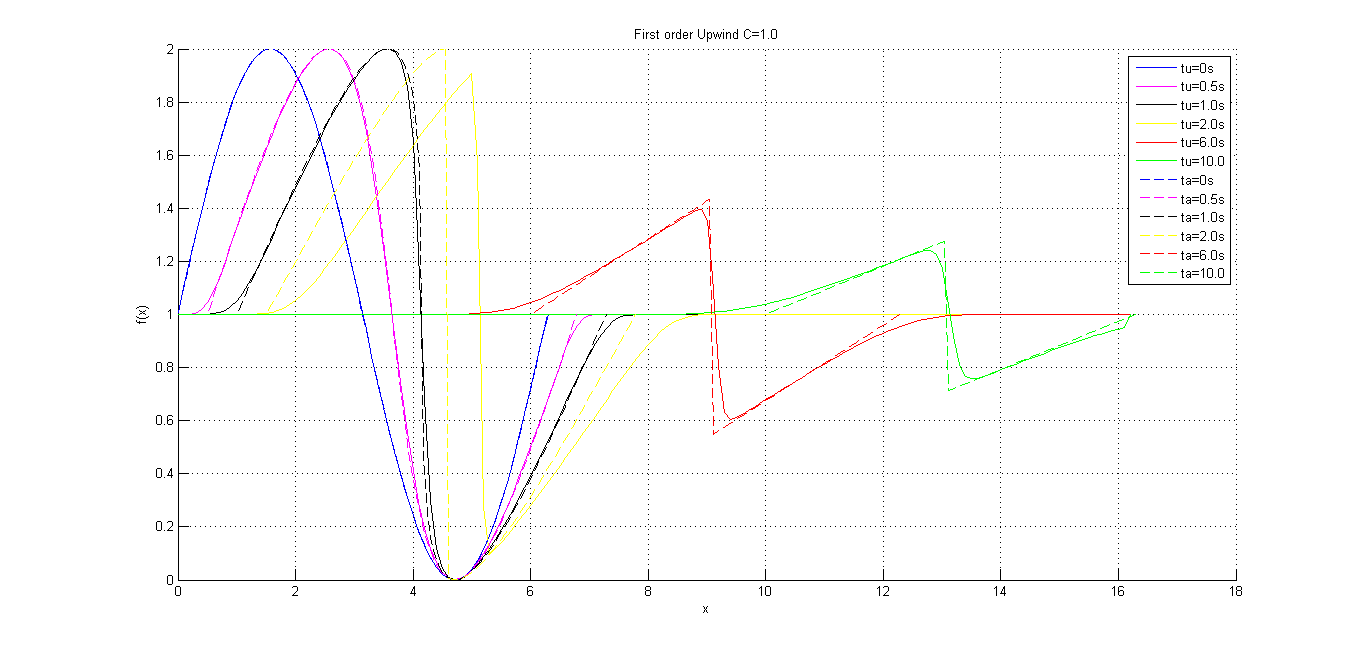 First order Upwind C=1.0
2
1.8
1.6
1.4
1.2
1
0.8
0.6
0.4
0.2
0
f(x)
0 2 4 6 8 10 12 14 16 18
x
tu=0s
tu=0.5s
tu=1.0s
tu=2.0s
tu=6.0s
tu=10.0
ta=0s
ta=0.5s
ta=1.0s
ta=2.0s
ta=6.0s
ta=10.0